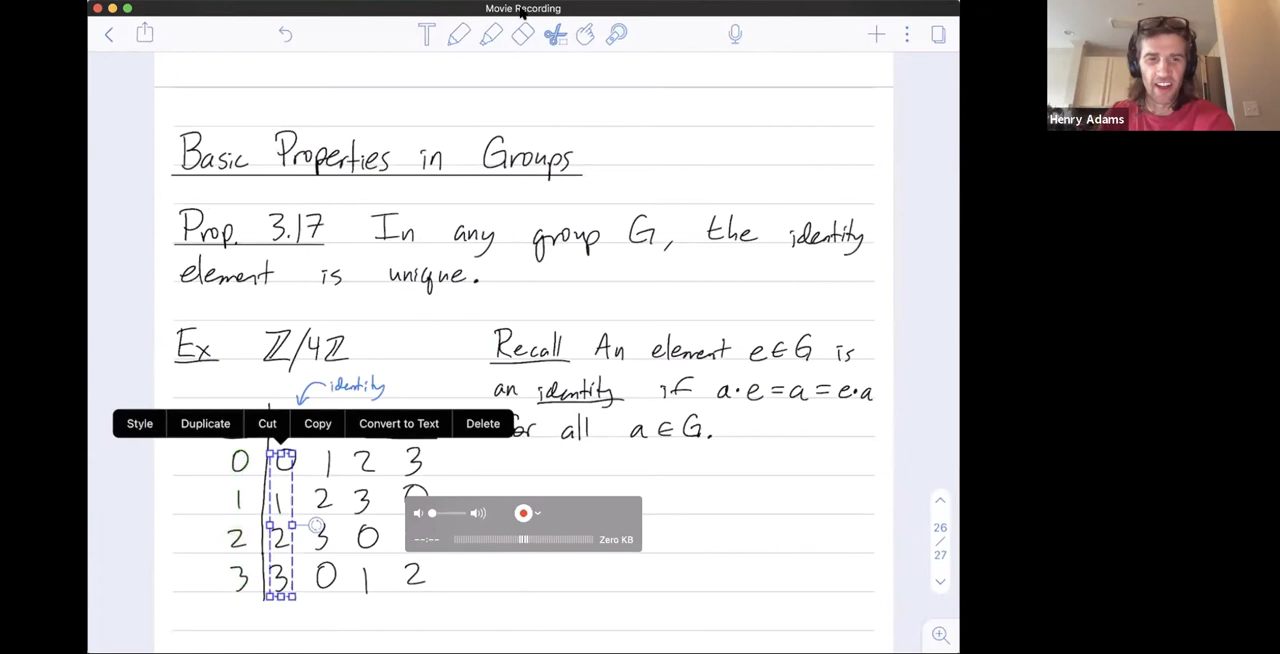 Movie Recording
Henry Adams
Basic Properties in Groups
Prop. 3.17 In any group G, the identity
element is unique.
Ex ℤ/4ℤ
identity
Recall An element e∈G is
an identity if a·e=a=e·a
for all a∈G.
Style Duplicate Cut Copy Convert to Text Delete
0 0 1 2 3
1 1 2 3 0
2 2 3 0
3 3 0 1 2
--:-- Zero KB
26
/
27